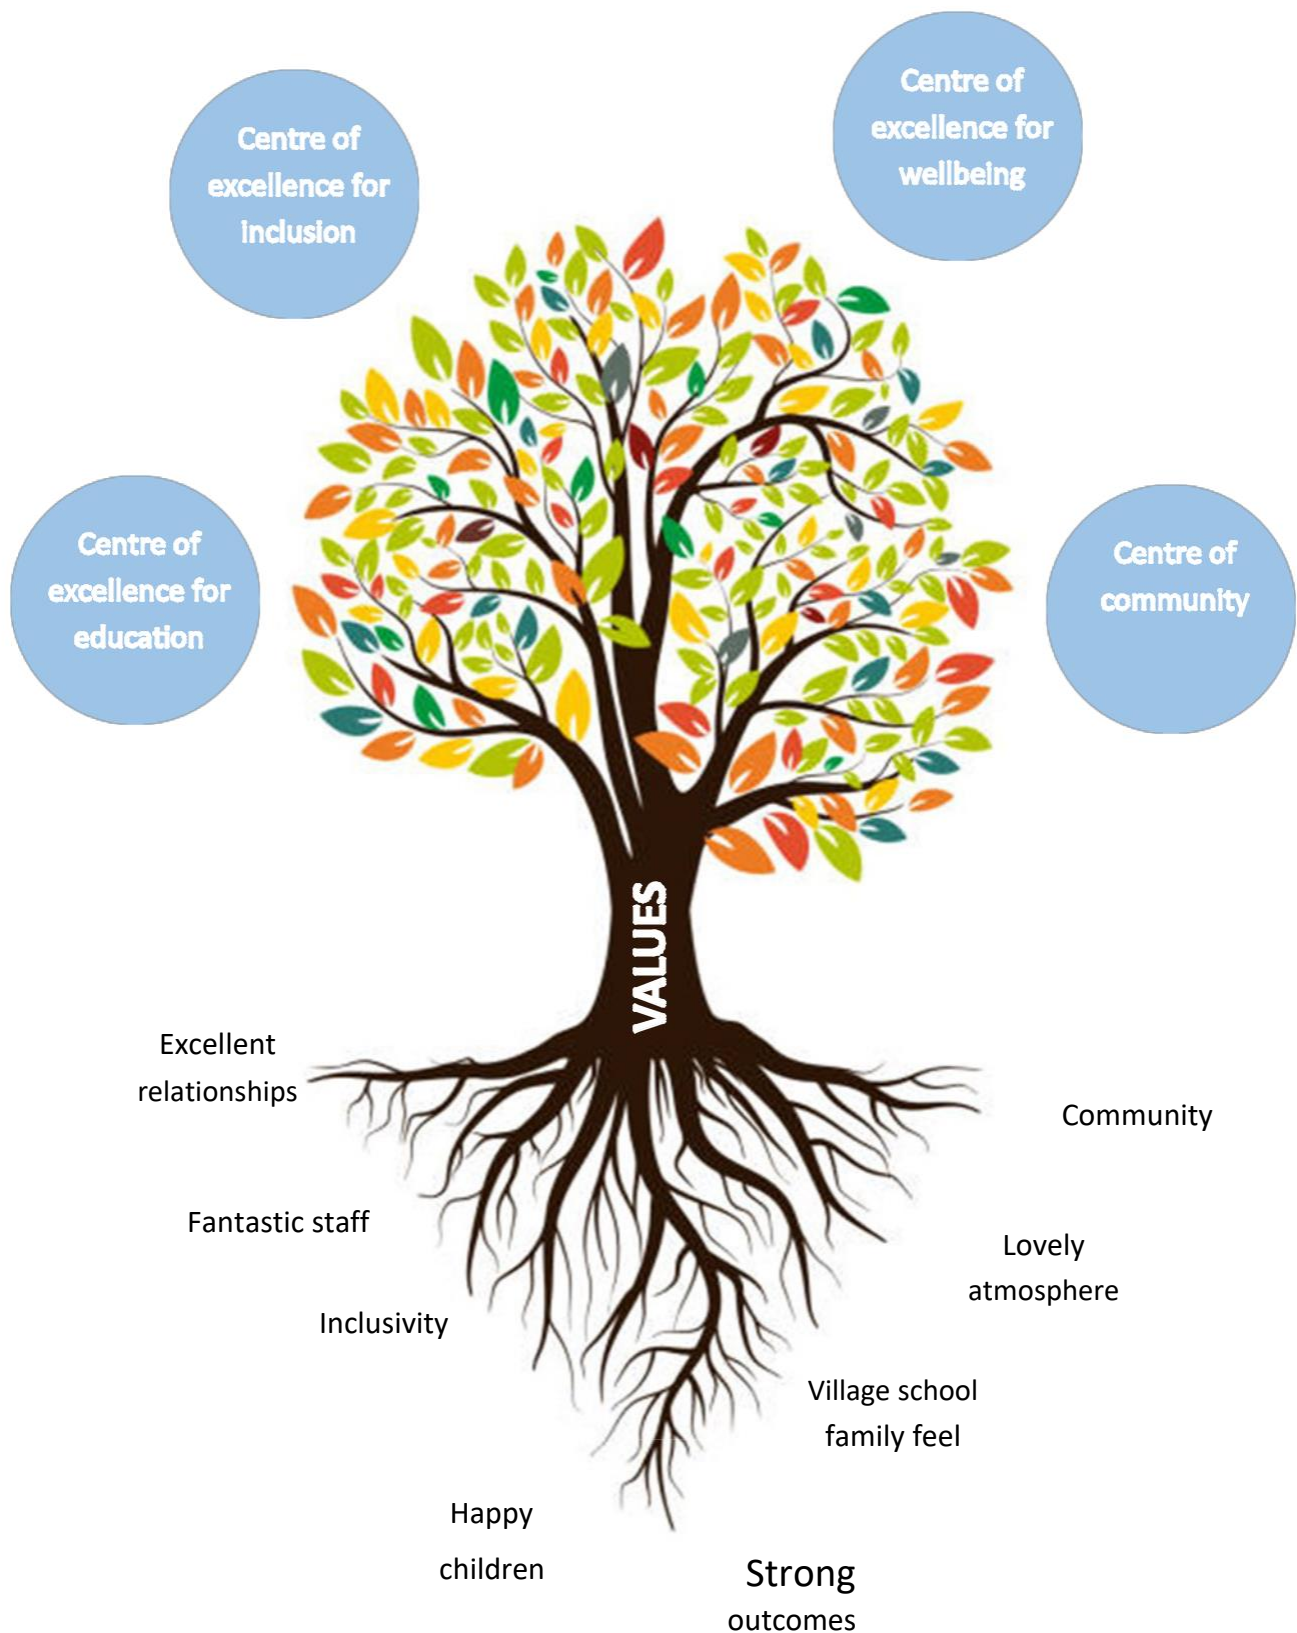 Centre of
excellence for
wellbeing
Centre of
excellence for
inclusion
Centre of
excellence for
education
Centre of
community
VALUES
Excellent
relationships
Community
Fantastic staff
Lovely
atmosphere
Inclusivity
Village school
family feel
Happy
children
Strong
outcomes